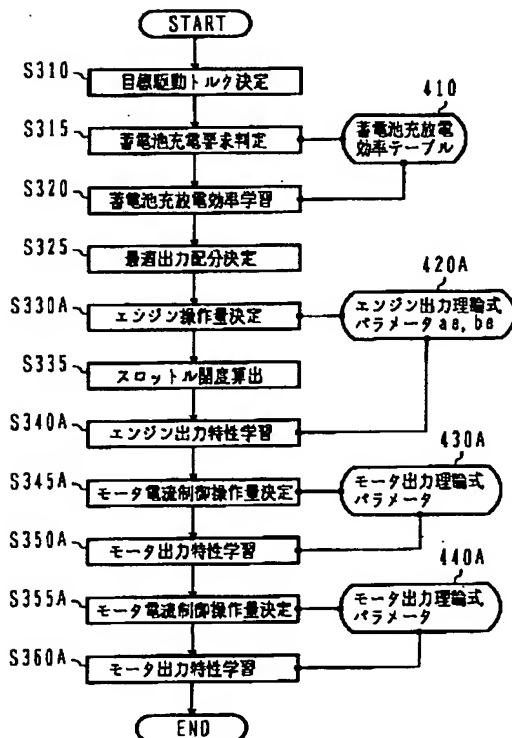 START
S310
目標駆動トルク決定
410
S315
蓄電池充電要求判定
蓄電池充放電
効率テーブル
S320
蓄電池充放電効率学習
S325
最適出力配分決定
420A
S330A
エンジン操作量決定
エンジン出力理論式
パラメータ ae, be
S335
スロットル開度算出
S340A
エンジン出力特性学習
430A
S345A
モータ電流制御操作量決定
モータ出力理論式
パラメータ
S350A
モータ出力特性学習
440A
S355A
モータ電流制御操作量決定
モータ出力理論式
パラメータ
S360A
モータ出力特性学習
END